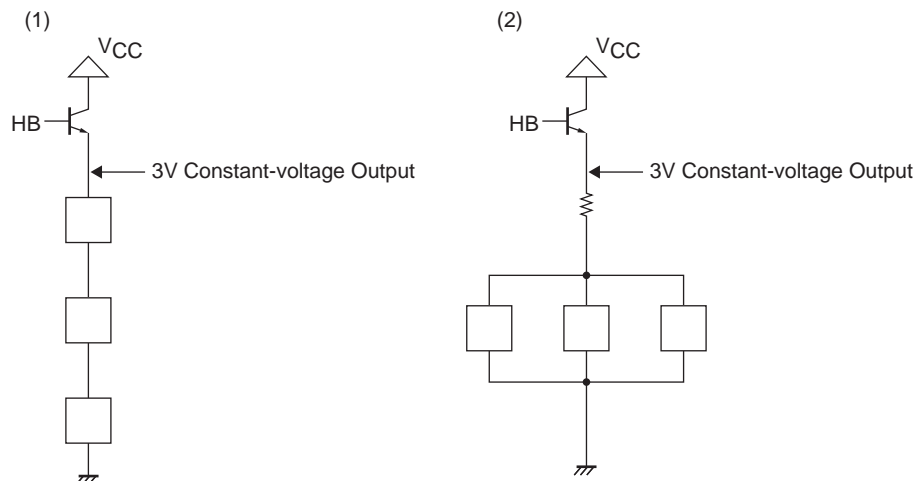 (1)
VCC
HB
3V Constant-voltage Output
(2)
VCC
HB
3V Constant-voltage Output